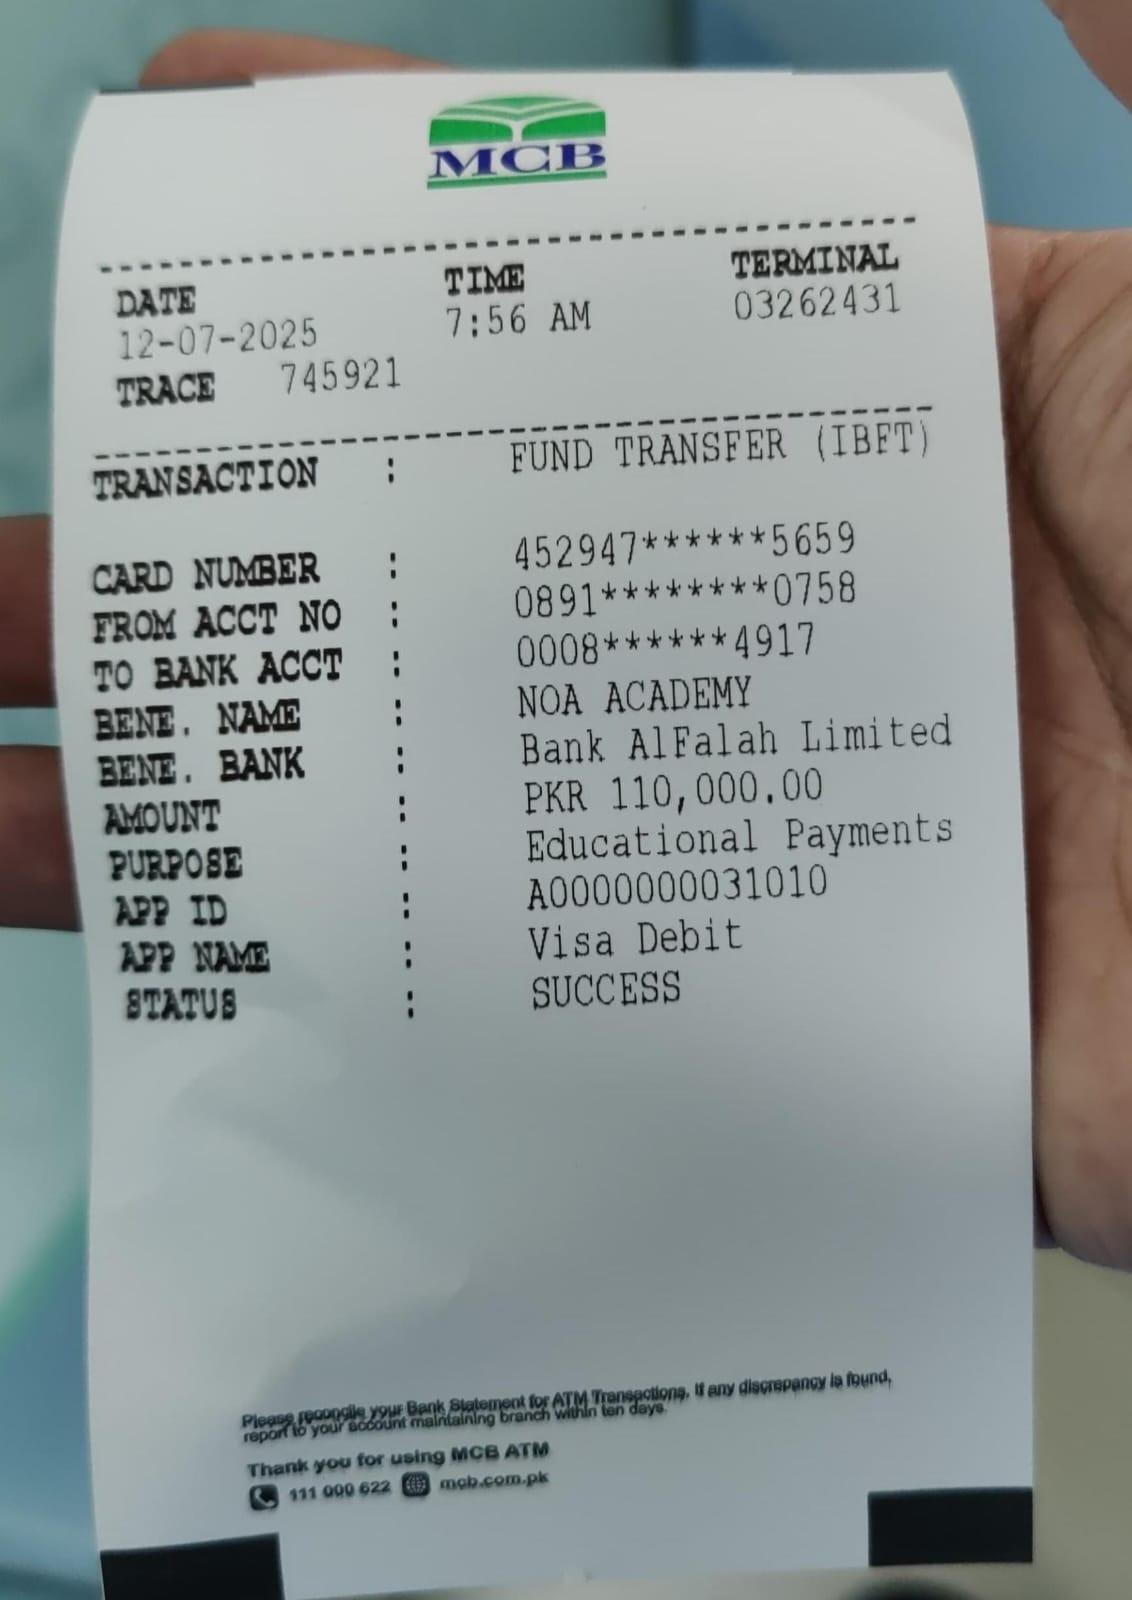 MCB
DATE TIME TERMINAL
12-07-2025 7:56 AM 03262431
TRACE 745921
TRANSACTION : FUND TRANSFER (IBFT)
CARD NUMBER : 452947******5659
FROM ACCT NO : 0891********0758
TO BANK ACCT : 0008******4917
BENE. NAME : NOA ACADEMY
BENE. BANK : Bank AlFalah Limited
AMOUNT : PKR 110,000.00
PURPOSE : Educational Payments
APP ID : A0000000031010
APP NAME : Visa Debit
STATUS : SUCCESS
Please reconcile your Bank Statement for ATM Transactions. If any discrepancy is found,
report to your account maintaining branch within ten days.
Thank you for using MCB ATM
111 000 622 mcb.com.pk